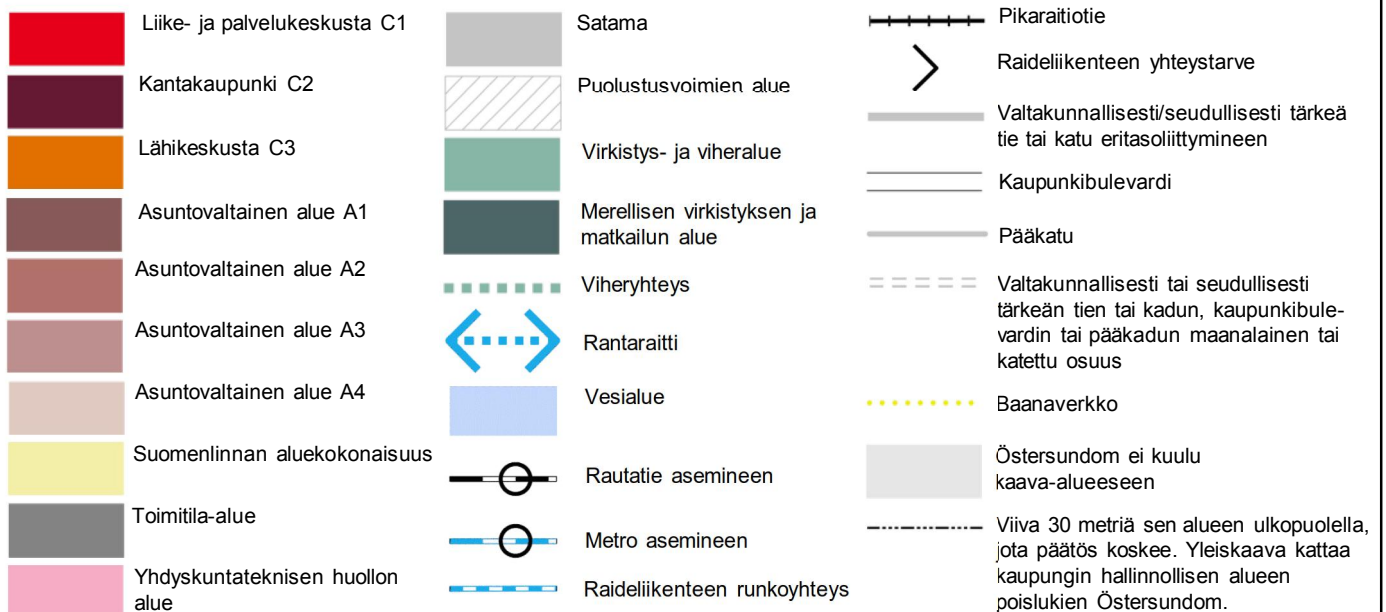 Liike- ja palvelukeskusta C1
Kantakaupunki C2
Lähikeskusta C3
Asuntovaltainen alue A1
Asuntovaltainen alue A2
Asuntovaltainen alue A3
Asuntovaltainen alue A4
Suomenlinnan aluekokonaisuus
Toimitila-alue
Yhdyskuntateknisen huollon
alue
Satama
Puolustusvoimien alue
Virkistys- ja viheralue
Merellisen virkistyksen ja
matkailun alue
Viheryhteys
Rantaraitti
Vesialue
Rautatie asemineen
Metro asemineen
Raideliikenteen runkoyhteys
Pikaraitiotie
Raideliikenteen yhteystarve
Valtakunnallisesti/seudullisesti tärkeä
tie tai katu eritasoliittymineen
Kaupunkibulevardi
Pääkatu
Valtakunnallisesti tai seudullisesti
tärkeän tien tai kadun, kaupunkibule-
vardin tai pääkadun maanalainen tai
katettu osuus
Baanaverkko
Östersundom ei kuulu
kaava-alueeseen
Viiva 30 metriä sen alueen ulkopuolella,
jota päätös koskee. Yleiskaava kattaa
kaupungin hallinnollisen alueen
poislukien Östersundom.